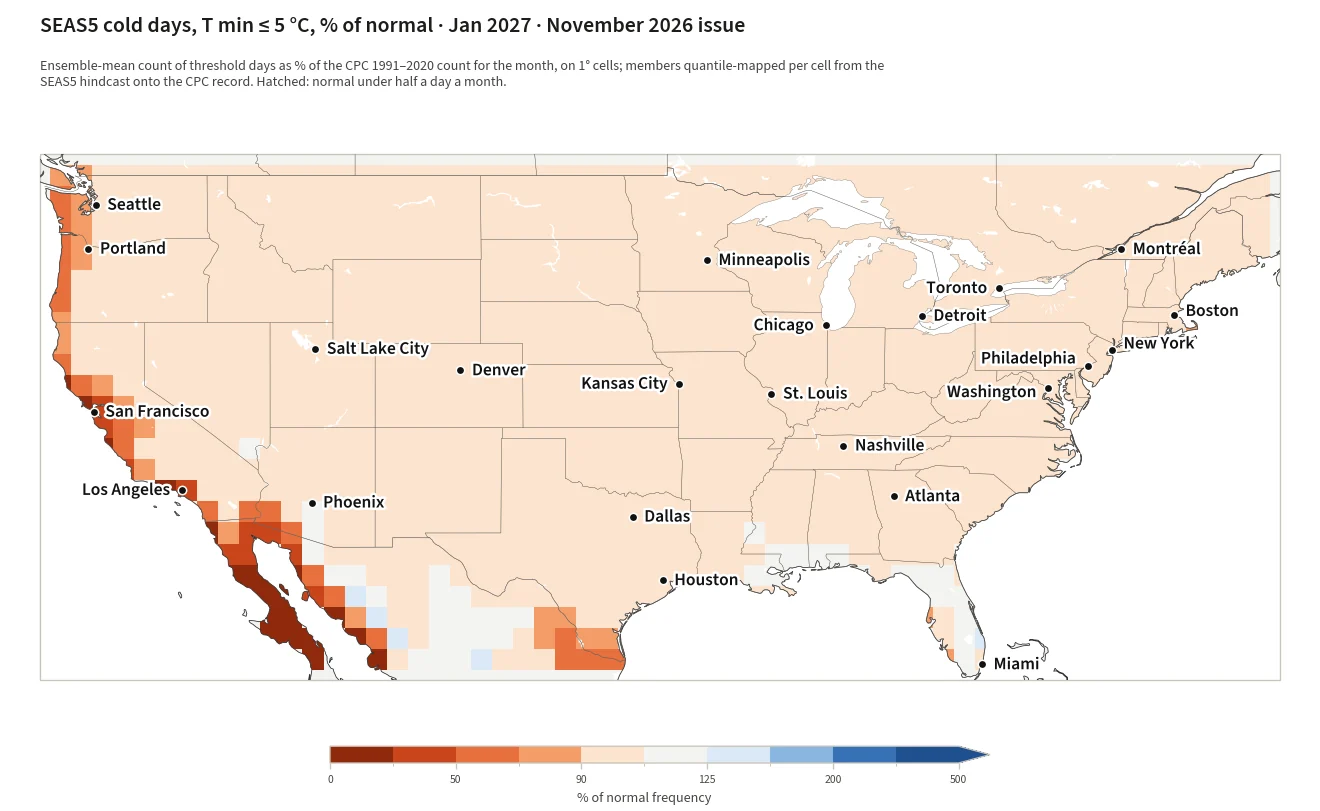 SEAS5 cold days, T min ≤ 5 °C, % of normal · Jan 2027 · November 2026 issue
Ensemble-mean count of threshold days as % of the CPC 1991–2020 count for the month, on 1° cells; members quantile-mapped per cell from the
SEAS5 hindcast onto the CPC record. Hatched: normal under half a day a month.
Seattle
Portland
Montréal
Minneapolis
Toronto
Boston
Detroit
Chicago
New York
Salt Lake City
Philadelphia
Denver
Kansas City
St. Louis
Washington
San Francisco
Nashville
Los Angeles
Phoenix
Atlanta
Dallas
Houston
Miami
0 50 90 125 200 500
% of normal frequency